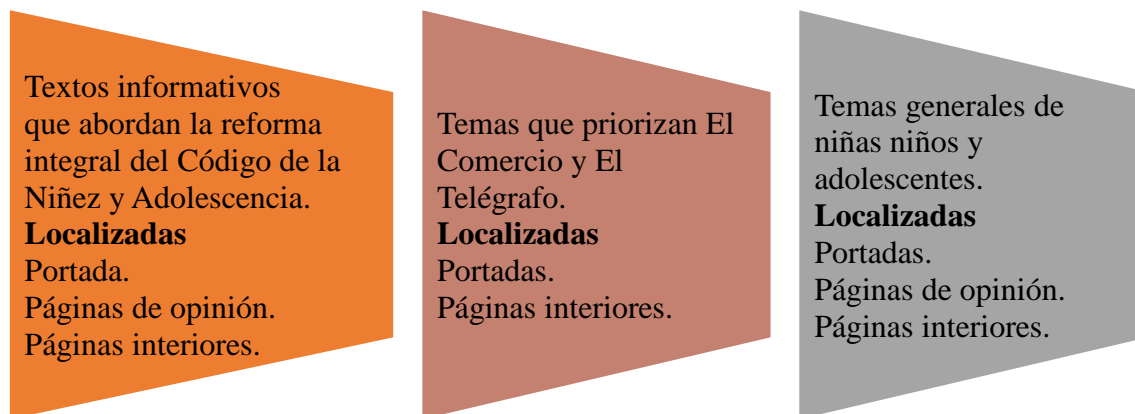 Textos informativos
que abordan la reforma
integral del Código de la
Niñez y Adolescencia.
Localizadas
Portada.
Páginas de opinión.
Páginas interiores.
Temas que priorizan El
Comercio y El
Telégrafo.
Localizadas
Portadas.
Páginas interiores.
Temas generales de
niñas niños y
adolescentes.
Localizadas
Portadas.
Páginas de opinión.
Páginas interiores.